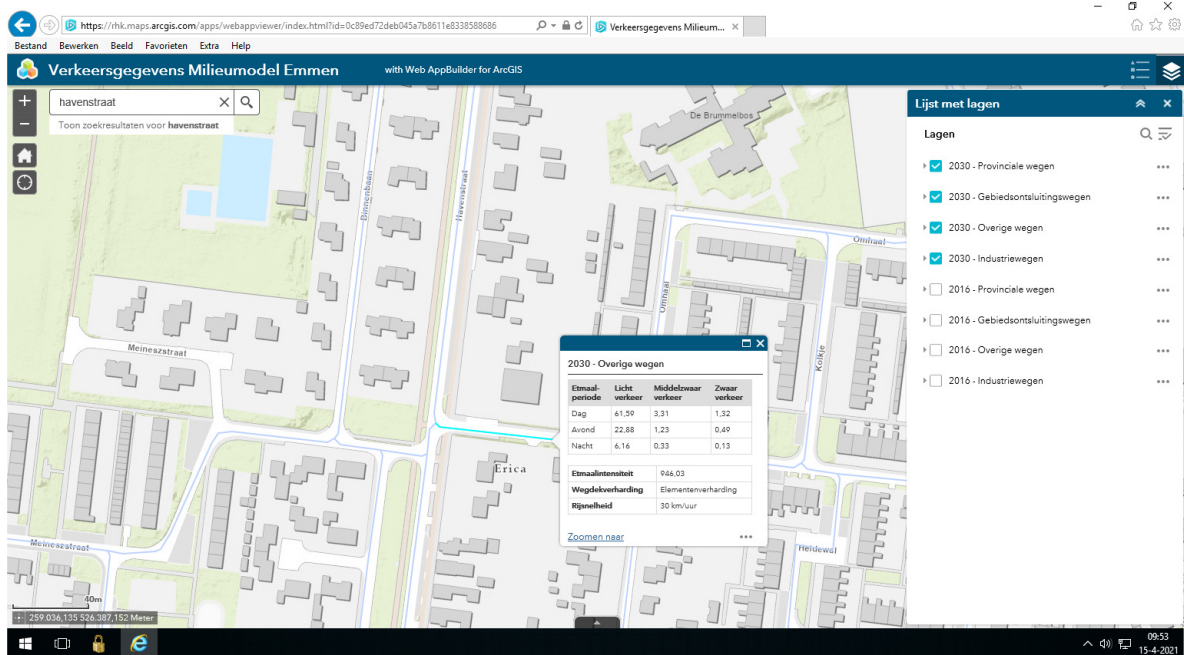 https://rhk.maps.arcgis.com/apps/webappviewer/index.html?id=0c89ed72deb045a7b8611e8338588686
Verkeersgegevens Milieum...
Bestand Bewerken Beeld Favorieten Extra Help
Verkeersgegevens Milieumodel Emmen
with Web AppBuilder for ArcGIS
havenstraat
Toon zoekresultaten voor havenstraat
De Brummelbos
Binnenbaan
Havenstraat
Omhaal
Omhaal
Kolkje
Meineszstraat
Erica
Meineszstraat
Heidewal
2030 - Overige wegen
Etmaal-periode Licht verkeer Middelzwaar verkeer Zwaar verkeer
Dag 61,59 3,31 1,32
Avond 22,88 1,23 0,49
Nacht 6,16 0,33 0,13
Etmaalintensiteit 946,03
Wegdekverharding Elementenverharding
Rijsnelheid 30 km/uur
Zoomen naar
Lijst met lagen
Lagen
2030 - Provinciale wegen
2030 - Gebiedsontsluitingswegen
2030 - Overige wegen
2030 - Industriewegen
2016 - Provinciale wegen
2016 - Gebiedsontsluitingswegen
2016 - Overige wegen
2016 - Industriewegen
40m
259.036,135 526.387,152 Meter
09:53
15-4-2021